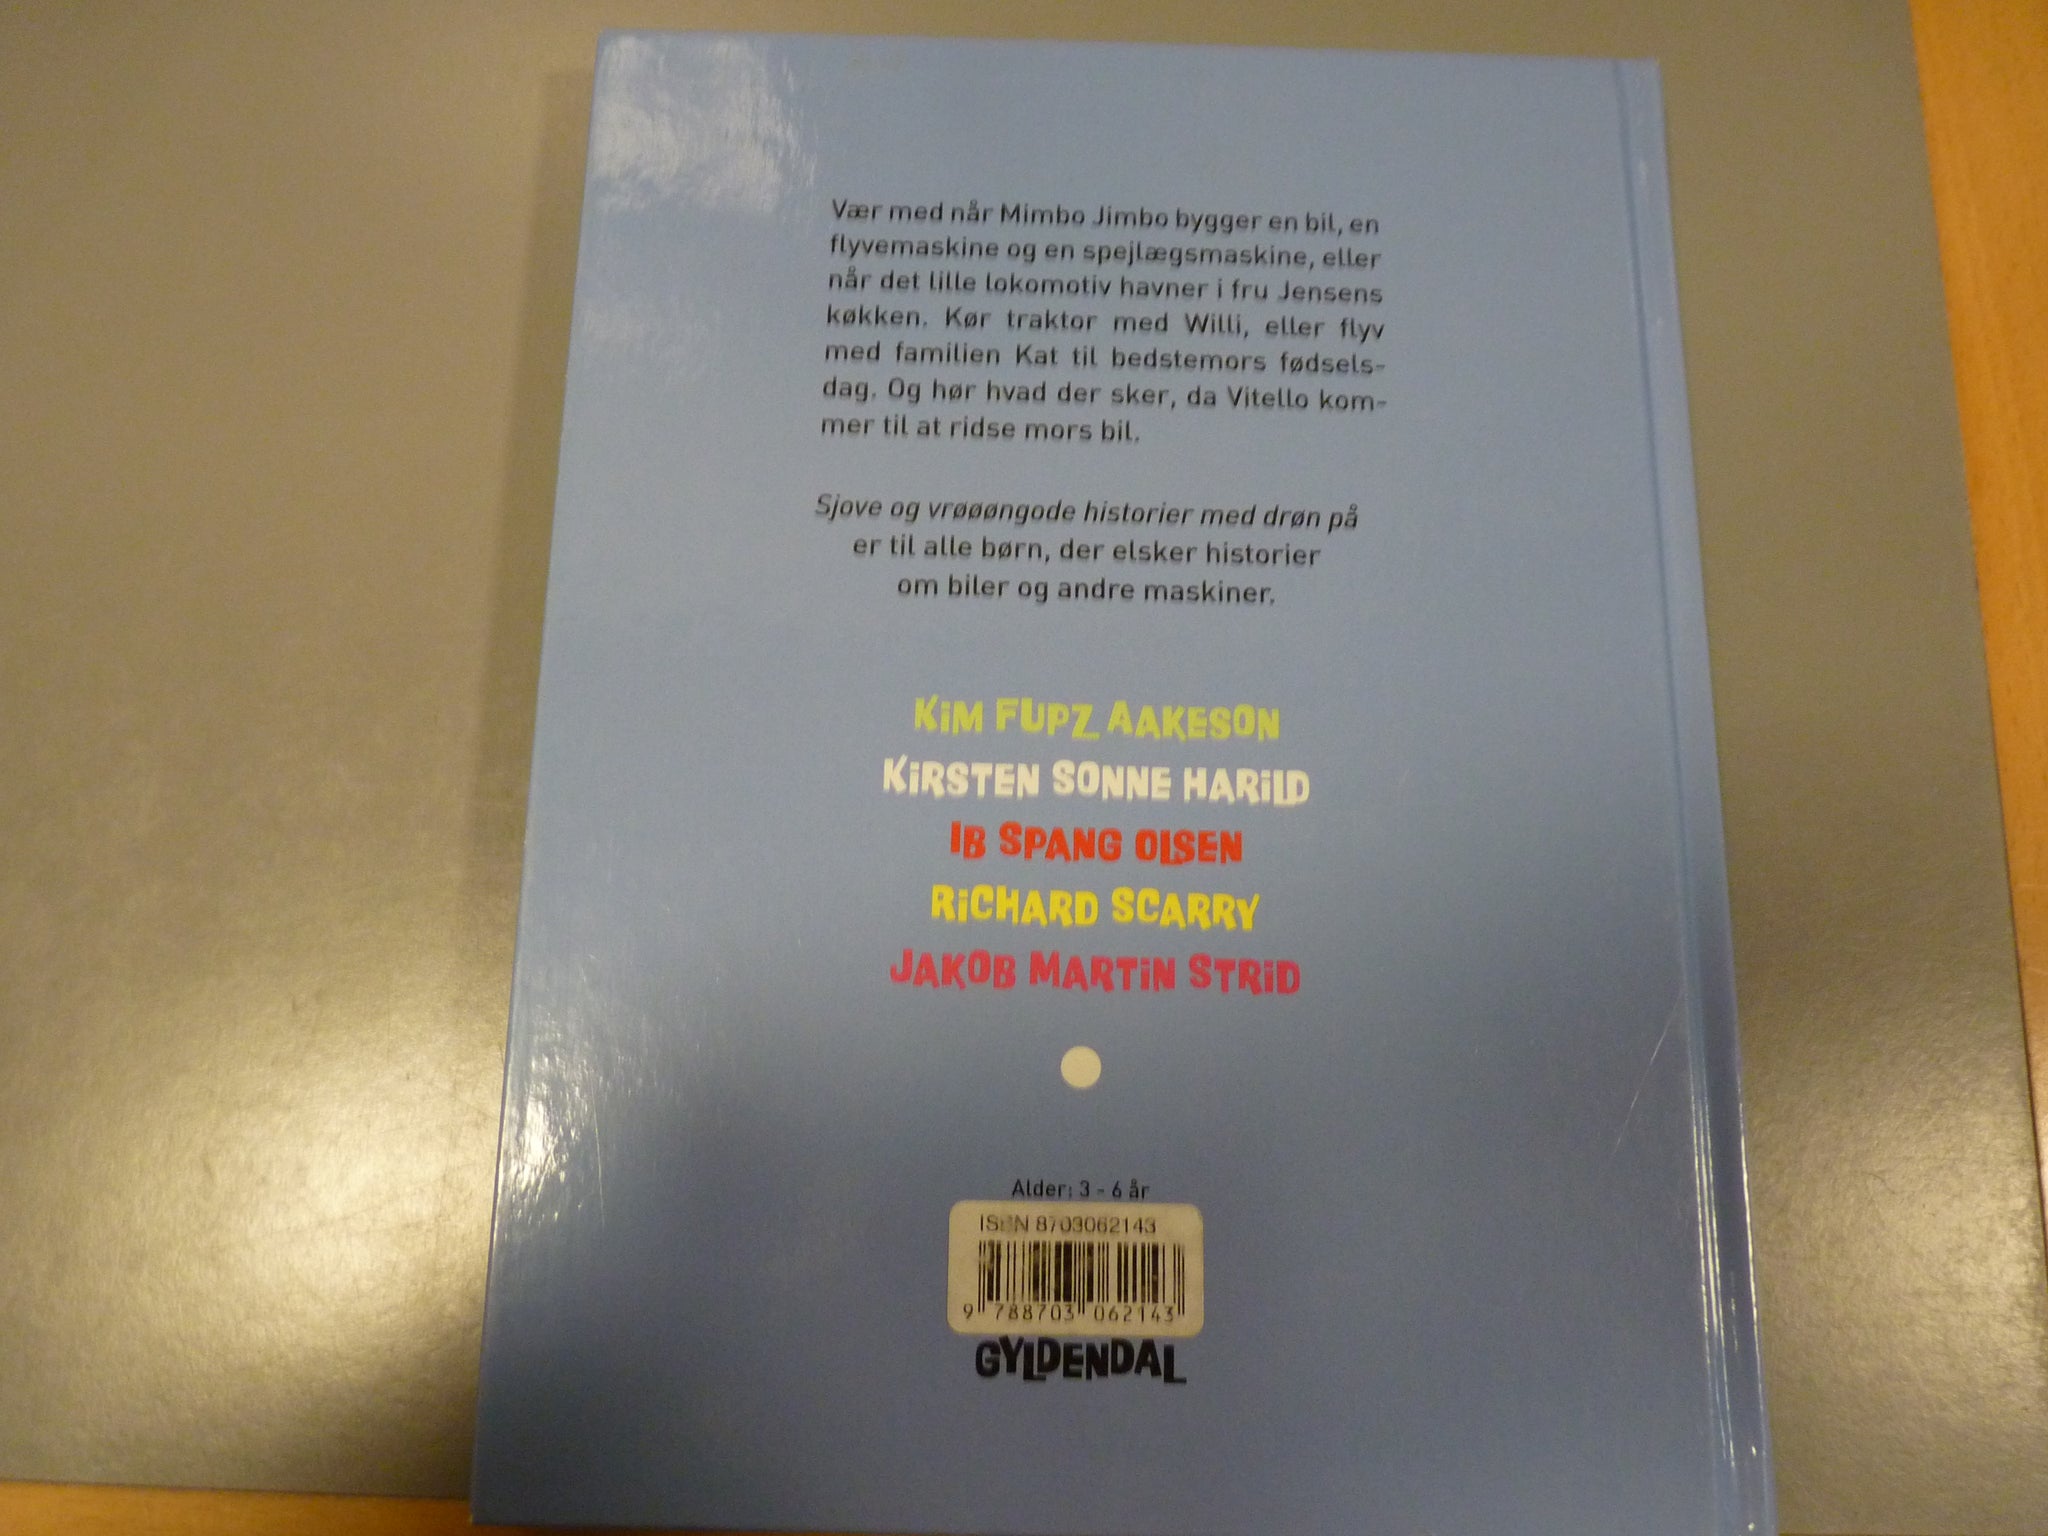 Vær med når Mimbo Jimbo bygger en bil, en
flyvemaskine og en spejlægsmaskine, eller
når det lille lokomotiv havner i fru Jensens
køkken. Kør traktor med Willi, eller flyv
med familien Kat til bedstemors fødsels-
dag. Og hør hvad der sker, da Vitello kom-
mer til at ridse mors bil.
Sjove og vrøøøngode historier med drøn på
er til alle børn, der elsker historier
om biler og andre maskiner.
KiM FUPZ AAKESON
KiRSTEN SONNE HARiLD
IB SPANG OLSEN
RiCHARD SCARRY
JAKOB MARTiN STRiD
Alder: 3 - 6 år
ISBN 8703062143
9 788703 062143
GYLDENDAL